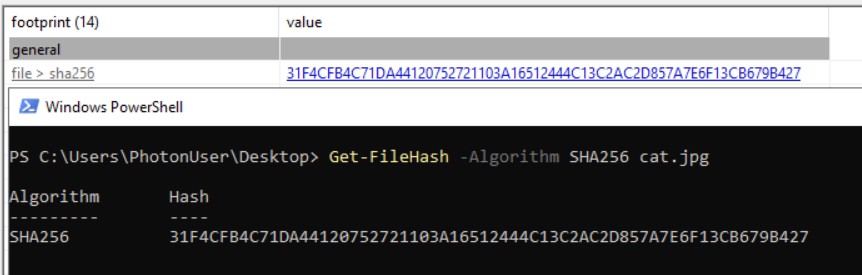 footprint (14) value
general
file > sha256 31F4CFB4C71DA44120752721103A16512444C13C2AC2D857A7E6F13CB679B427
Windows PowerShell
PS C:\Users\PhotonUser\Desktop> Get-FileHash -Algorithm SHA256 cat.jpg
Algorithm Hash
--------- ----
SHA256 31F4CFB4C71DA44120752721103A16512444C13C2AC2D857A7E6F13CB679B427